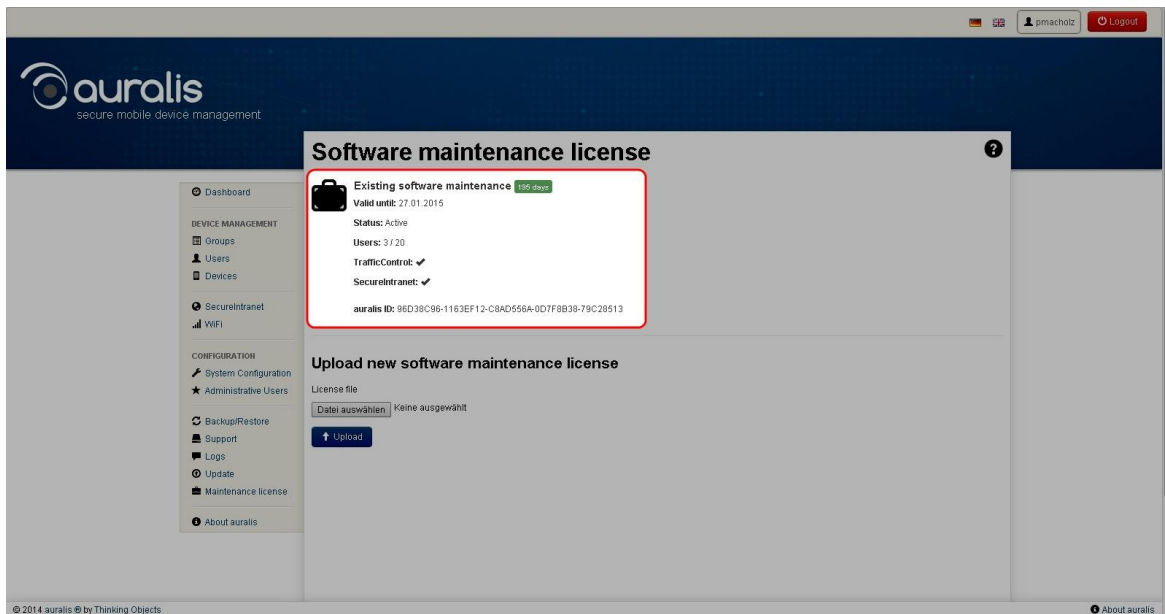 pmacholz
Logout
auralis
secure mobile device management
Software maintenance license
Existing software maintenance 195 days
Valid until: 27.01.2015
Status: Active
Users: 3 / 20
TrafficControl:
SecureIntranet:
auralis ID: 96D38C96-1163EF12-C8AD556A-0D7F8B38-79C28513
Dashboard
DEVICE MANAGEMENT
Groups
Users
Devices
SecureIntranet
WiFi
CONFIGURATION
System Configuration
Administrative Users
Backup/Restore
Support
Logs
Update
Maintenance license
About auralis
Upload new software maintenance license
License file
Datei auswählen Keine ausgewählt
Upload
© 2014 auralis ® by Thinking Objects
About auralis